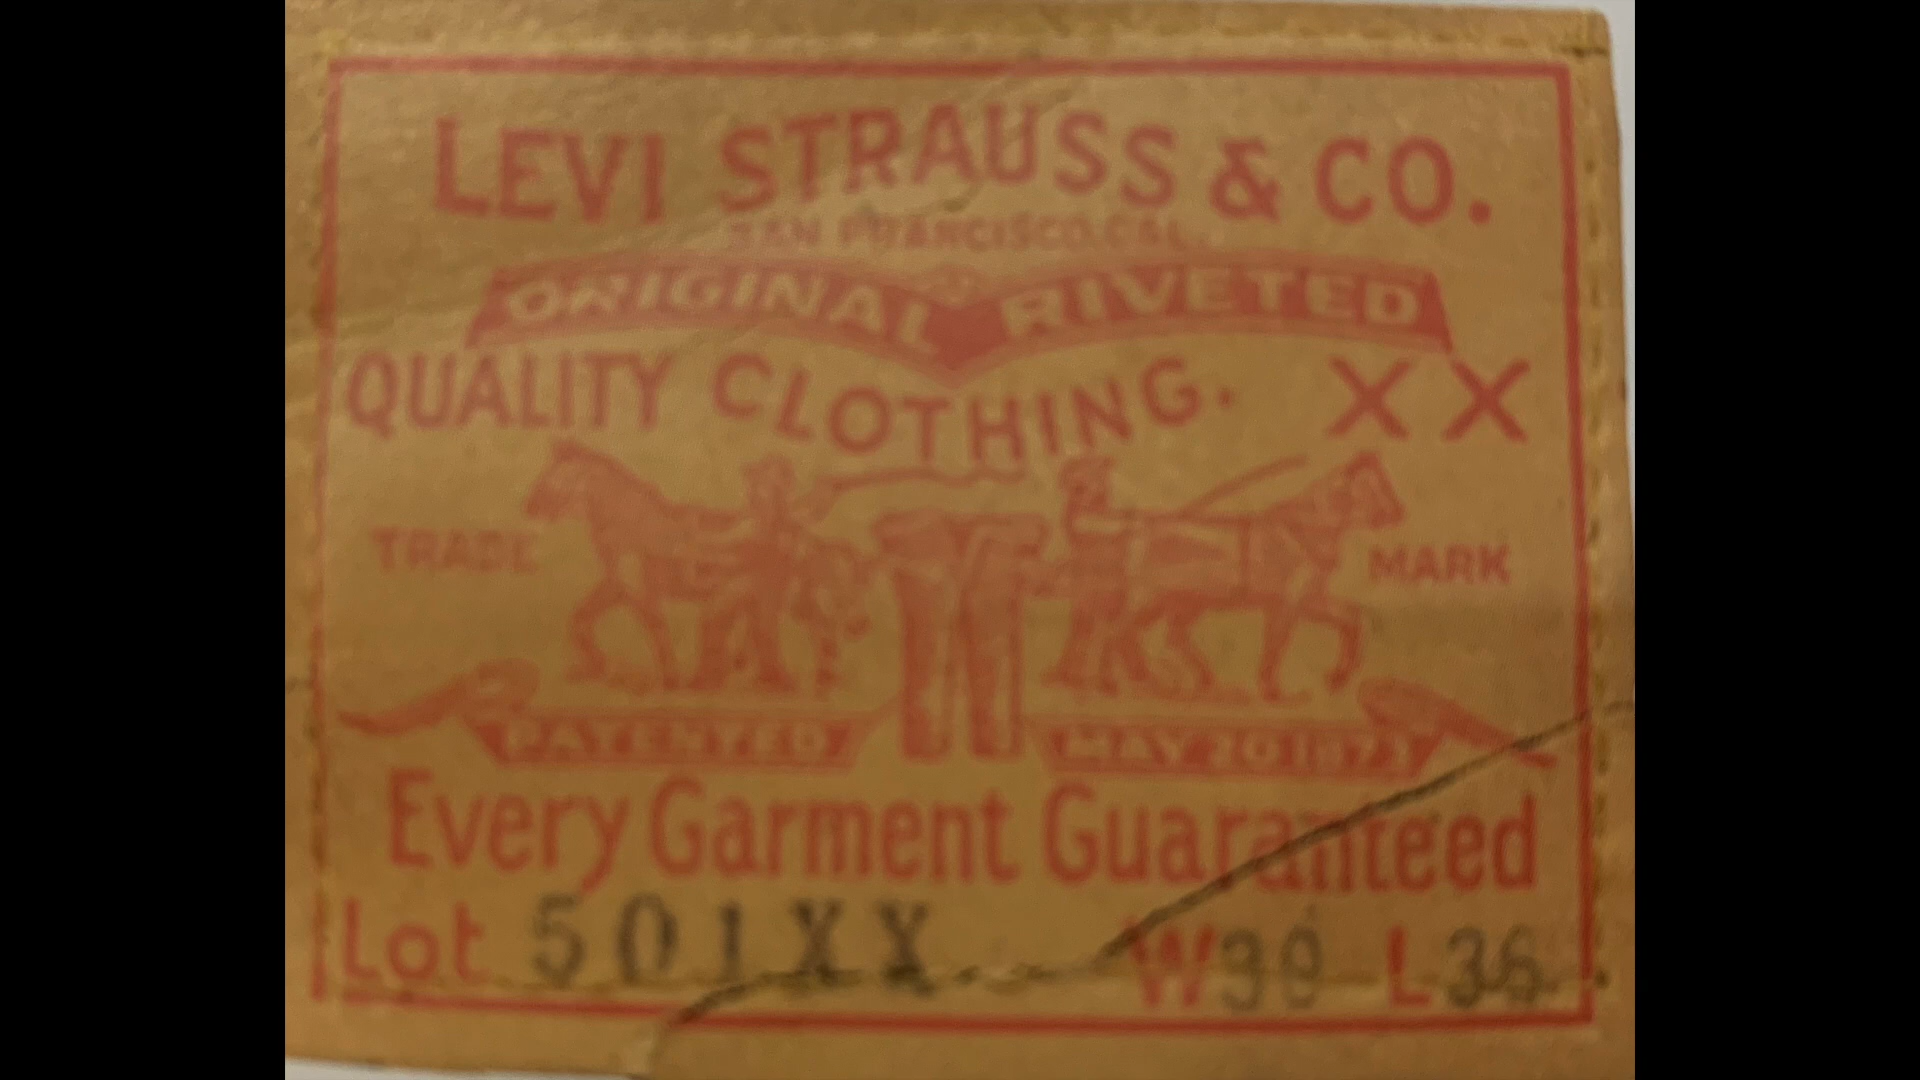 LEVI STRAUSS & CO.
SAN FRANCISCO, CAL.
ORIGINAL RIVETED
QUALITY CLOTHING. XX
TRADE MARK
PATENTED MAY 20 1873
Every Garment Guaranteed
Lot 501XX W L36